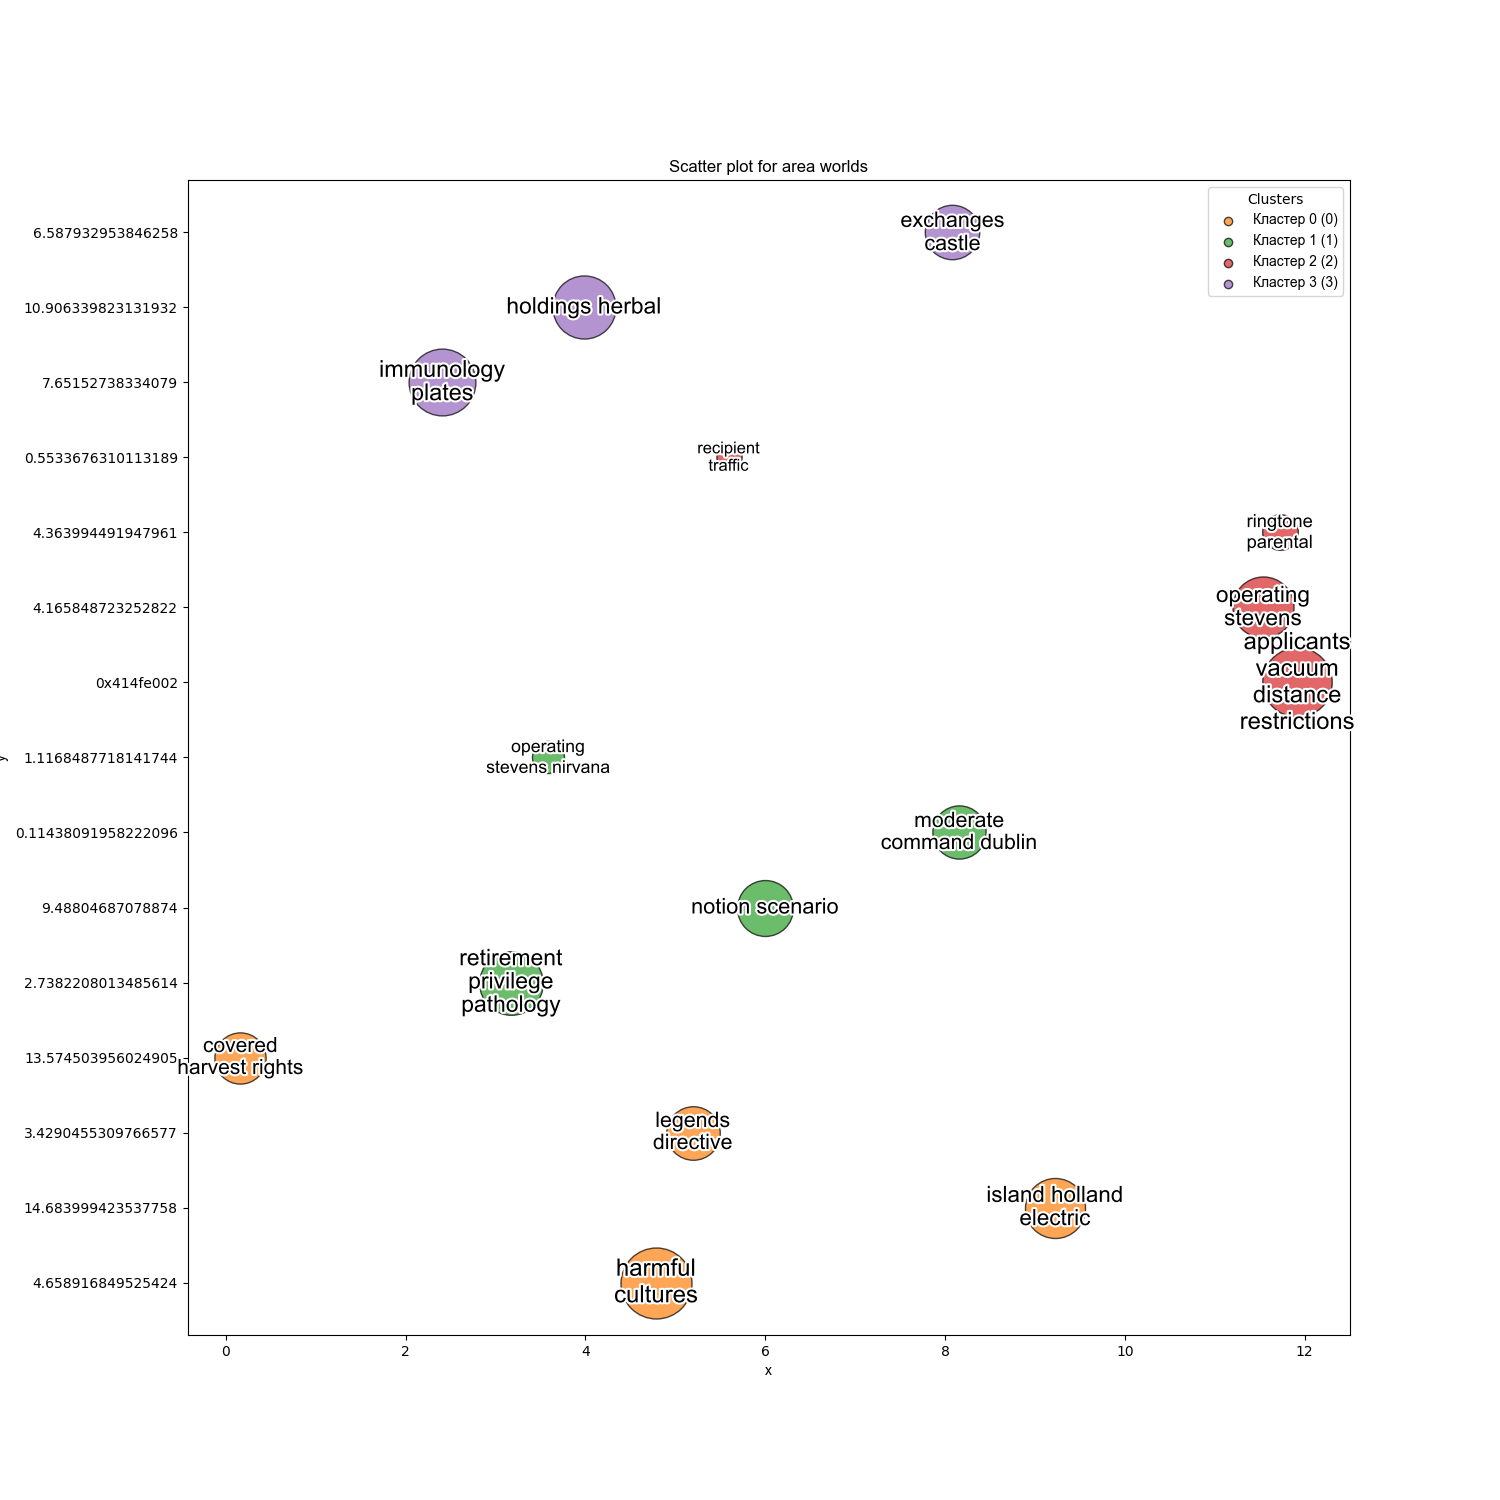 Scatter plot for area worlds
Clusters
Кластер 0 (0)
Кластер 1 (1)
Кластер 2 (2)
Кластер 3 (3)
6.587932953846258
10.906339823131932
7.65152738334079
0.5533676310113189
4.363994491947961
4.165848723252822
0x414fe002
1.1168487718141744
0.11438091958222096
9.48804687078874
2.7382208013485614
13.574503956024905
3.4290455309766577
14.683999423537758
4.658916849525424
y
exchanges
castle
holdings herbal
immunology
plates
recipient
traffic
ringtone
parental
operating
stevens
applicants
vacuum
distance
restrictions
operating
stevens nirvana
moderate
command dublin
notion scenario
retirement
privilege
pathology
covered
harvest rights
legends
directive
island holland
electric
harmful
cultures
0
2
4
6
8
10
12
x